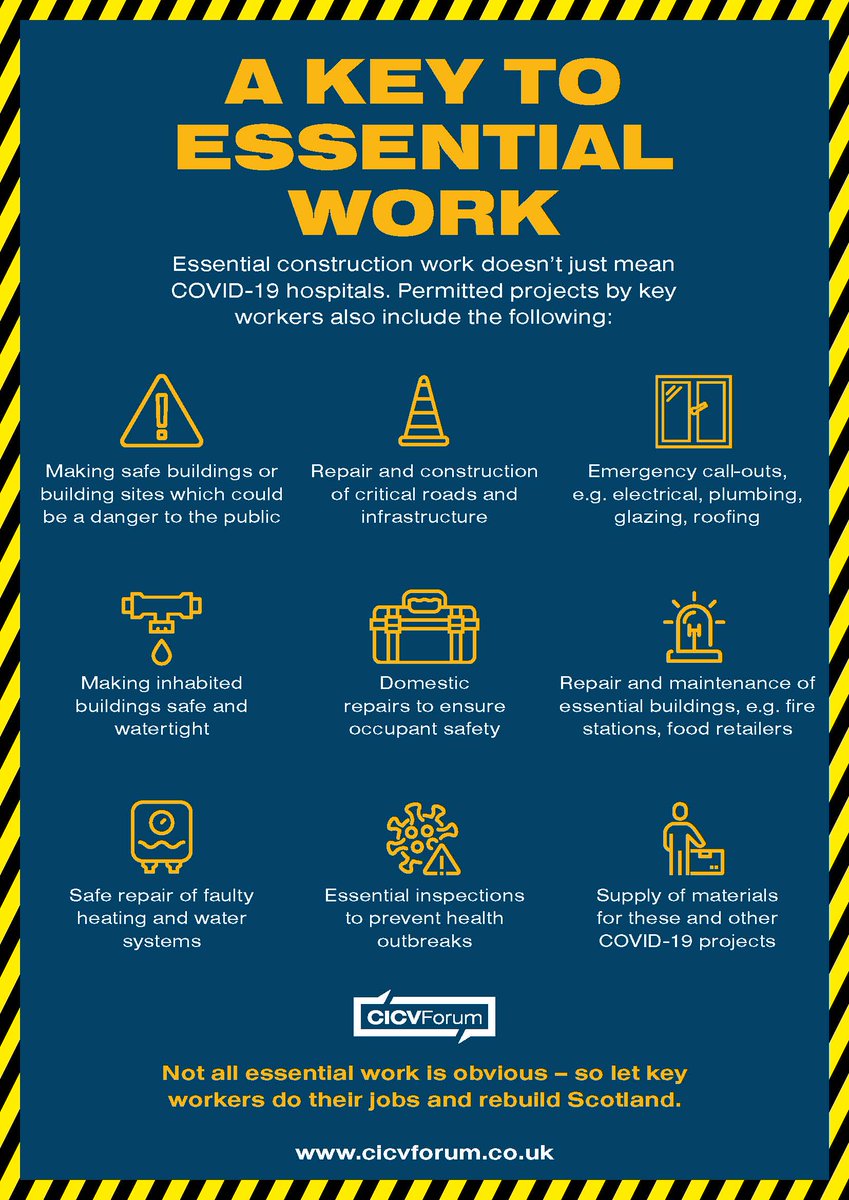 A KEY TO
ESSENTIAL
WORK
Essential construction work doesn’t just mean
COVID-19 hospitals. Permitted projects by key
workers also include the following:
Making safe buildings or
building sites which could
be a danger to the public
Repair and construction
of critical roads and
infrastructure
Emergency call-outs,
e.g. electrical, plumbing,
glazing, roofing
Making inhabited
buildings safe and
watertight
Domestic
repairs to ensure
occupant safety
Repair and maintenance of
essential buildings, e.g. fire
stations, food retailers
Safe repair of faulty
heating and water
systems
Essential inspections
to prevent health
outbreaks
Supply of materials
for these and other
COVID-19 projects
CICVForum
Not all essential work is obvious – so let key
workers do their jobs and rebuild Scotland.
www.cicvforum.co.uk